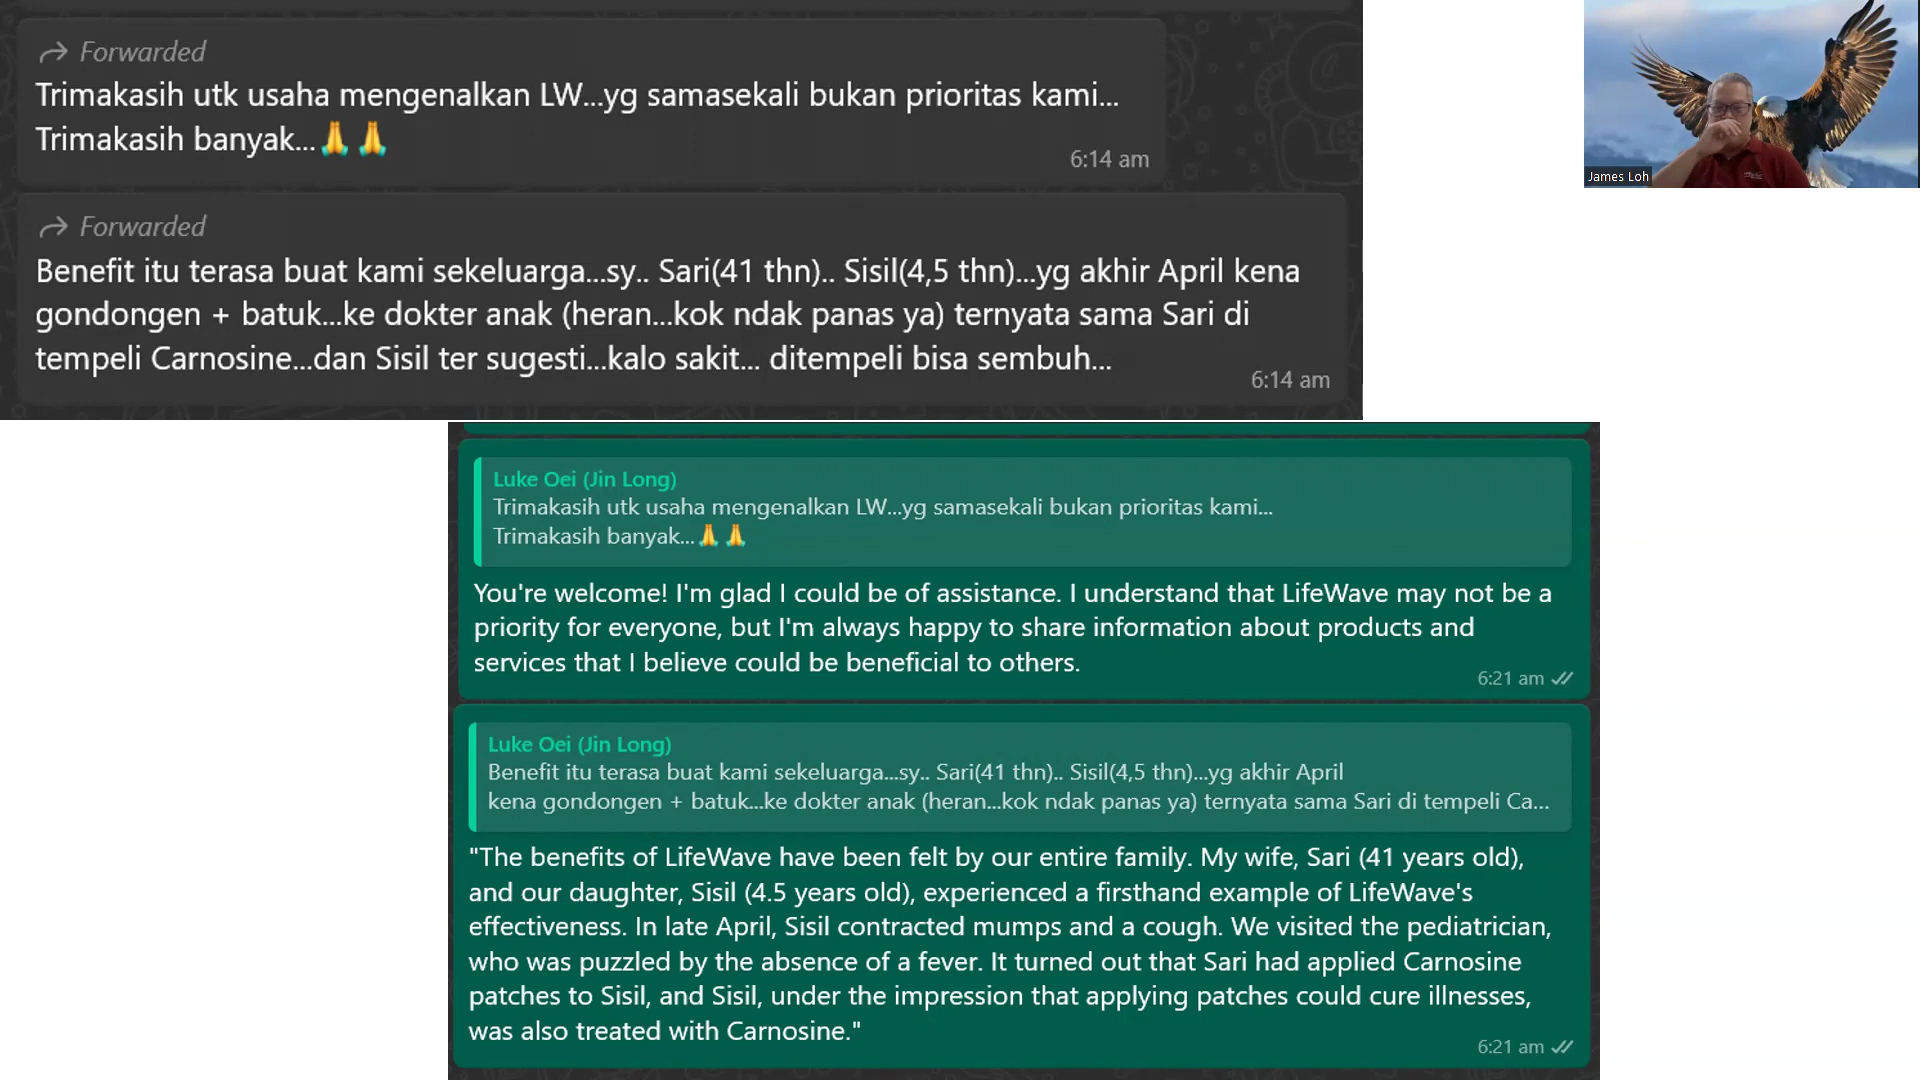 Forwarded
Trimakasih utk usaha mengenalkan LW...yg samasekali bukan prioritas kami...
Trimakasih banyak...🙏🙏
6:14 am
Forwarded
Benefit itu terasa buat kami sekeluarga...sy.. Sari(41 thn).. Sisil(4,5 thn)...yg akhir April kena
gondongen + batuk...ke dokter anak (heran...kok ndak panas ya) ternyata sama Sari di
tempeli Carnosine...dan Sisil ter sugesti...kalo sakit... ditempeli bisa sembuh...
6:14 am
James Loh
Luke Oei (Jin Long)
Trimakasih utk usaha mengenalkan LW...yg samasekali bukan prioritas kami...
Trimakasih banyak...🙏🙏
You're welcome! I'm glad I could be of assistance. I understand that LifeWave may not be a
priority for everyone, but I'm always happy to share information about products and
services that I believe could be beneficial to others.
6:21 am
Luke Oei (Jin Long)
Benefit itu terasa buat kami sekeluarga...sy.. Sari(41 thn).. Sisil(4,5 thn)...yg akhir April
kena gondongen + batuk...ke dokter anak (heran...kok ndak panas ya) ternyata sama Sari di tempeli Ca...
"The benefits of LifeWave have been felt by our entire family. My wife, Sari (41 years old),
and our daughter, Sisil (4.5 years old), experienced a firsthand example of LifeWave's
effectiveness. In late April, Sisil contracted mumps and a cough. We visited the pediatrician,
who was puzzled by the absence of a fever. It turned out that Sari had applied Carnosine
patches to Sisil, and Sisil, under the impression that applying patches could cure illnesses,
was also treated with Carnosine."
6:21 am